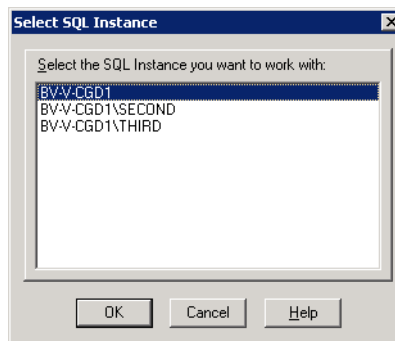 Select SQL Instance
Select the SQL Instance you want to work with:
BV-V-CGD1
BV-V-CGD1\SECOND
BV-V-CGD1\THIRD
OK Cancel Help